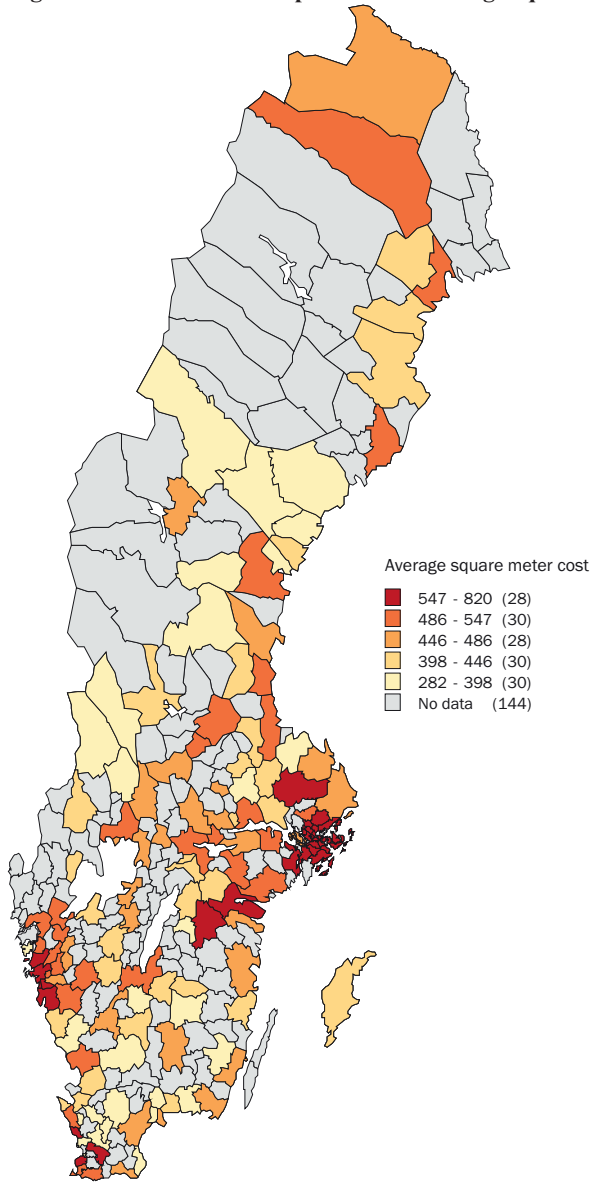 Average square meter cost
547 - 820 (28)
486 - 547 (30)
446 - 486 (28)
398 - 446 (30)
282 - 398 (30)
No data (144)